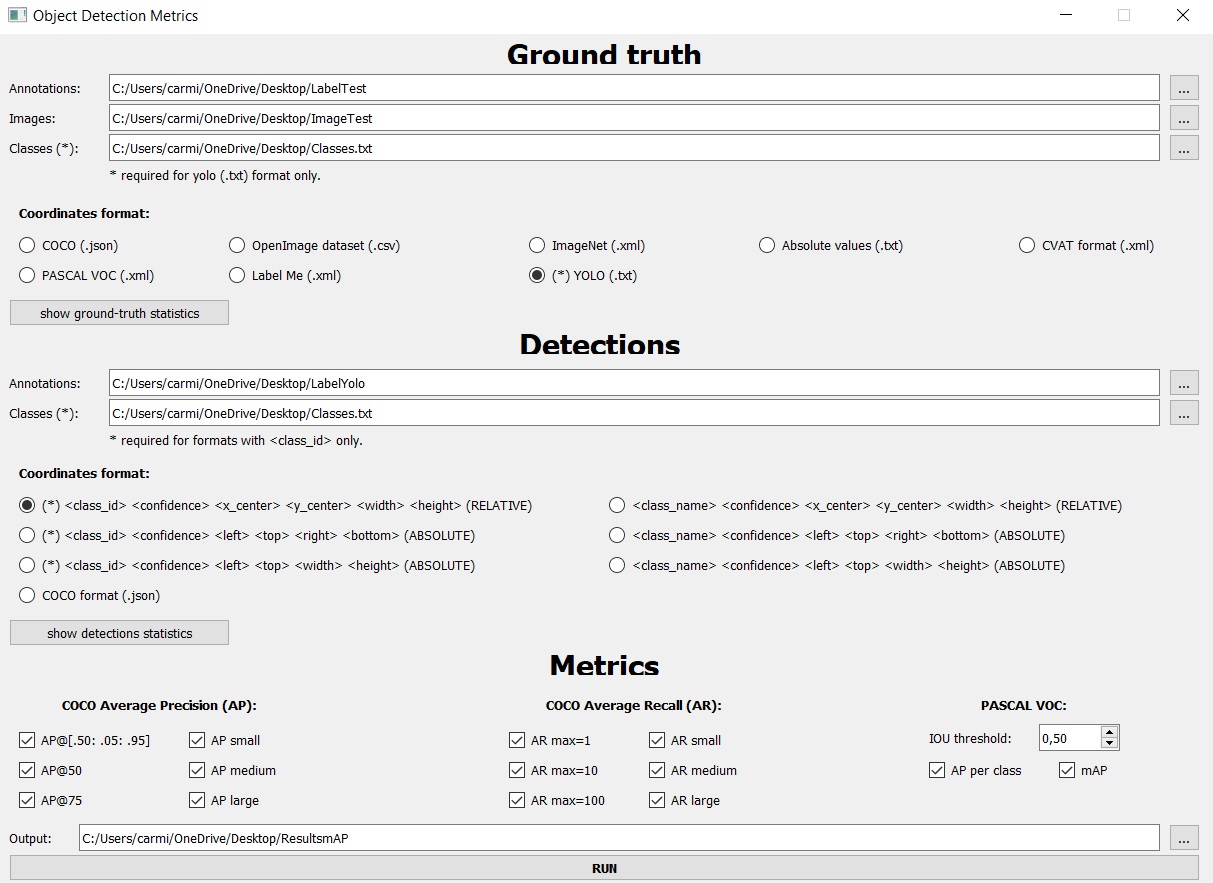 Object Detection Metrics
Ground truth
Annotations: C:/Users/carmi/OneDrive/Desktop/LabelTest ...
Images: C:/Users/carmi/OneDrive/Desktop/ImageTest ...
Classes (*): C:/Users/carmi/OneDrive/Desktop/Classes.txt ...
* required for yolo (.txt) format only.
Coordinates format:
COCO (.json) OpenImage dataset (.csv) ImageNet (.xml) Absolute values (.txt) CVAT format (.xml)
PASCAL VOC (.xml) Label Me (.xml) (*) YOLO (.txt)
show ground-truth statistics
Detections
Annotations: C:/Users/carmi/OneDrive/Desktop/LabelYolo ...
Classes (*): C:/Users/carmi/OneDrive/Desktop/Classes.txt ...
* required for formats with <class_id> only.
Coordinates format:
(*) <class_id> <confidence> <x_center> <y_center> <width> <height> (RELATIVE) <class_name> <confidence> <x_center> <y_center> <width> <height> (RELATIVE)
(*) <class_id> <confidence> <left> <top> <right> <bottom> (ABSOLUTE) <class_name> <confidence> <left> <top> <right> <bottom> (ABSOLUTE)
(*) <class_id> <confidence> <left> <top> <width> <height> (ABSOLUTE) <class_name> <confidence> <left> <top> <width> <height> (ABSOLUTE)
COCO format (.json)
show detections statistics
Metrics
COCO Average Precision (AP): COCO Average Recall (AR): PASCAL VOC:
AP@[.50: .05: .95] AP small AR max=1 AR small IOU threshold: 0,50
AP@50 AP medium AR max=10 AR medium AP per class mAP
AP@75 AP large AR max=100 AR large
Output: C:/Users/carmi/OneDrive/Desktop/ResultsmAP ...
RUN